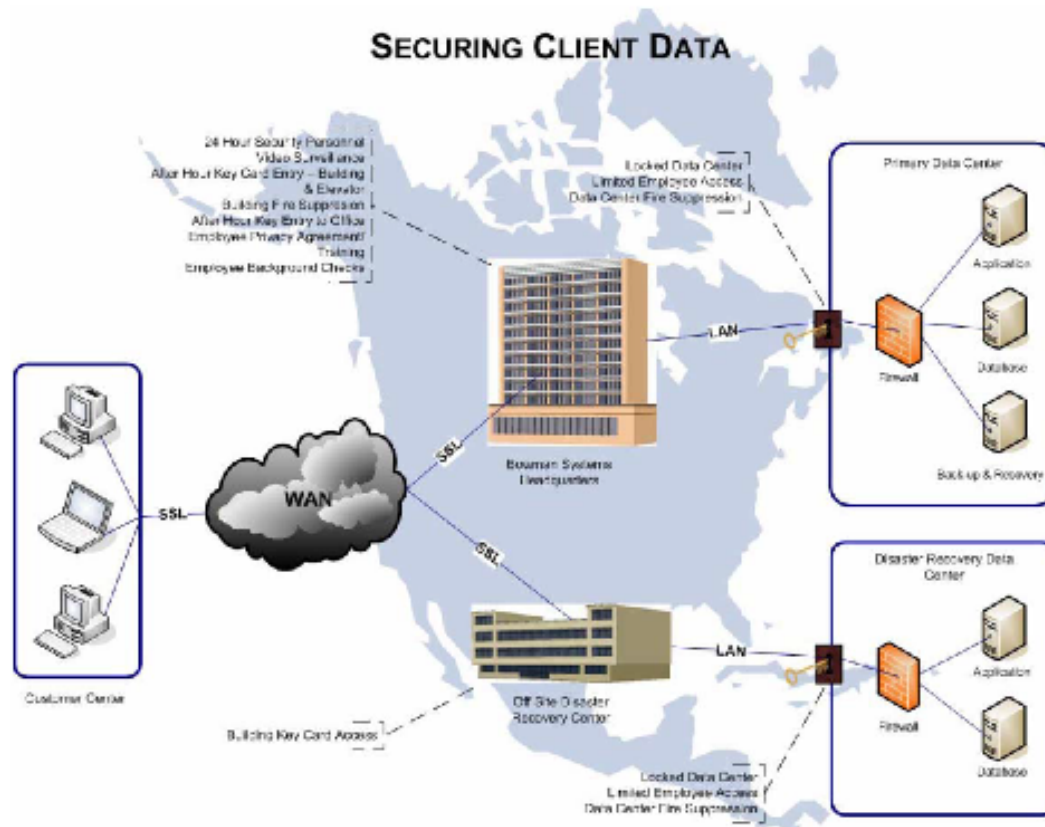 SECURING CLIENT DATA
24 Hour Security Personnel
Video Surveillance
After Hour Key Card Entry – Building
& Elevator
Building Fire Suppresion
After Hour Key Entry to Office
Employee Privacy Agreement/
Training
Employee Background Checks
Locked Data Center
Limited Employee Access
Data Center Fire Suppression
Primary Data Center
Application
Database
Back-up & Recovery
Firewall
LAN
SSL
Bowman Systems
Headquarters
WAN
SSL
SSL
Customer Center
Off Site Disaster
Recovery Center
Building Key Card Access
LAN
Disaster Recovery Data
Center
Application
Database
Firewall
Locked Data Center
Limited Employee Access
Data Center Fire Suppression